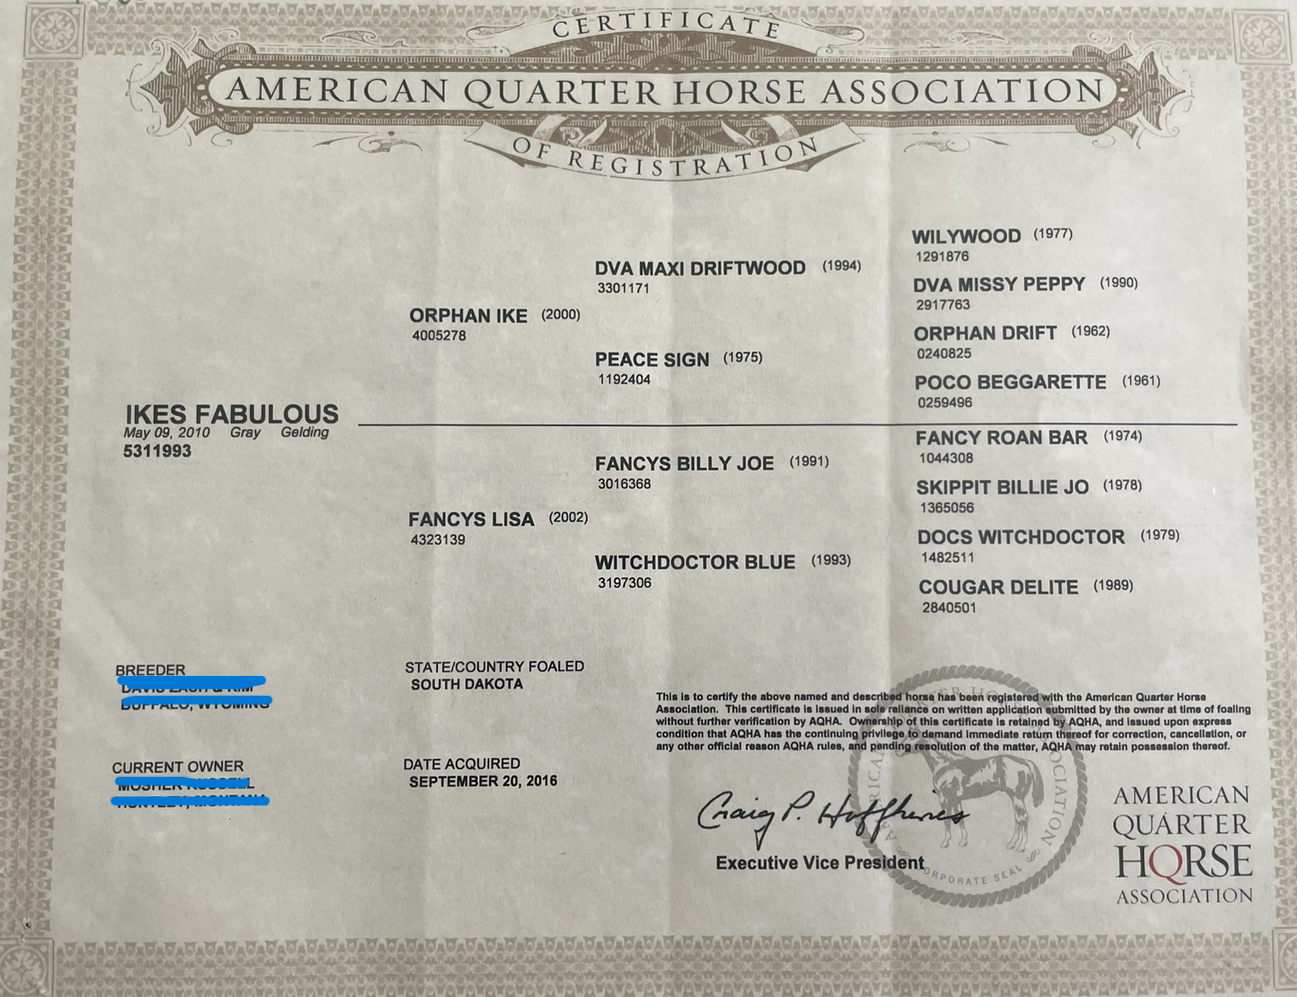 CERTIFICATE
AMERICAN QUARTER HORSE ASSOCIATION
OF REGISTRATION
WILYWOOD (1977)
1291876
DVA MAXI DRIFTWOOD (1994)
3301171
DVA MISSY PEPPY (1990)
2917763
ORPHAN IKE (2000)
4005278
ORPHAN DRIFT (1962)
0240825
PEACE SIGN (1975)
1192404
POCO BEGGARETTE (1961)
0259496
IKES FABULOUS
May 09, 2010 Gray Gelding
5311993
FANCY ROAN BAR (1974)
1044308
FANCYS BILLY JOE (1991)
3016368
SKIPPIT BILLIE JO (1978)
1365056
FANCYS LISA (2002)
4323139
DOCS WITCHDOCTOR (1979)
1482511
WITCHDOCTOR BLUE (1993)
3197306
COUGAR DELITE (1989)
2840501
BREEDER
STATE/COUNTRY FOALED
SOUTH DAKOTA
CURRENT OWNER
DATE ACQUIRED
SEPTEMBER 20, 2016
This is to certify the above named and described horse has been registered with the American Quarter Horse
Association. This certificate is issued in sole reliance on written application submitted by the owner at time of foaling
without further verification by AQHA. Ownership of this certificate is retained by AQHA, and issued upon express
condition that AQHA has the continuing privilege to demand immediate return thereof for correction, cancellation, or
any other official reason AQHA rules, and pending resolution of the matter, AQHA may retain possession thereof.
Craig P. Huffhines
Executive Vice President
CORPORATE SEAL
AMERICAN
QUARTER
HORSE
ASSOCIATION